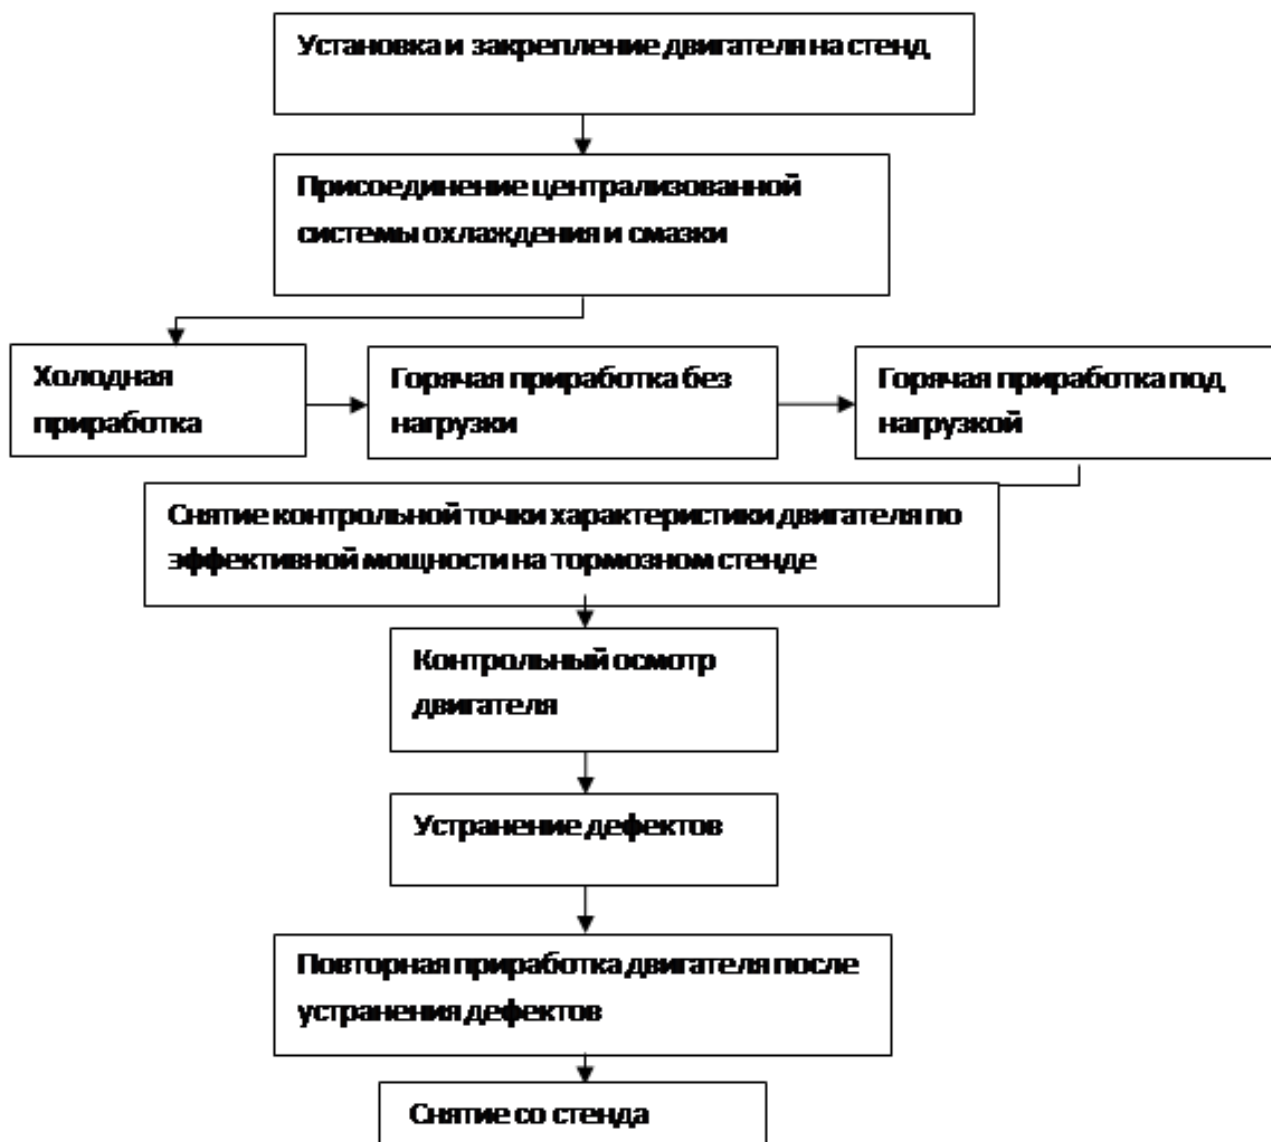 Установка и закрепление двигателя на стенд
Присоединение централизованной
системы охлаждения и смазки
Холодная
приработка
Горячая приработка без
нагрузки
Горячая приработка под
нагрузкой
Снятие контрольной точки характеристики двигателя по
эффективной мощности на тормозном стенде
Контрольный осмотр
двигателя
Устранение дефектов
Повторная приработка двигателя после
устранения дефектов
Снятие со стенда